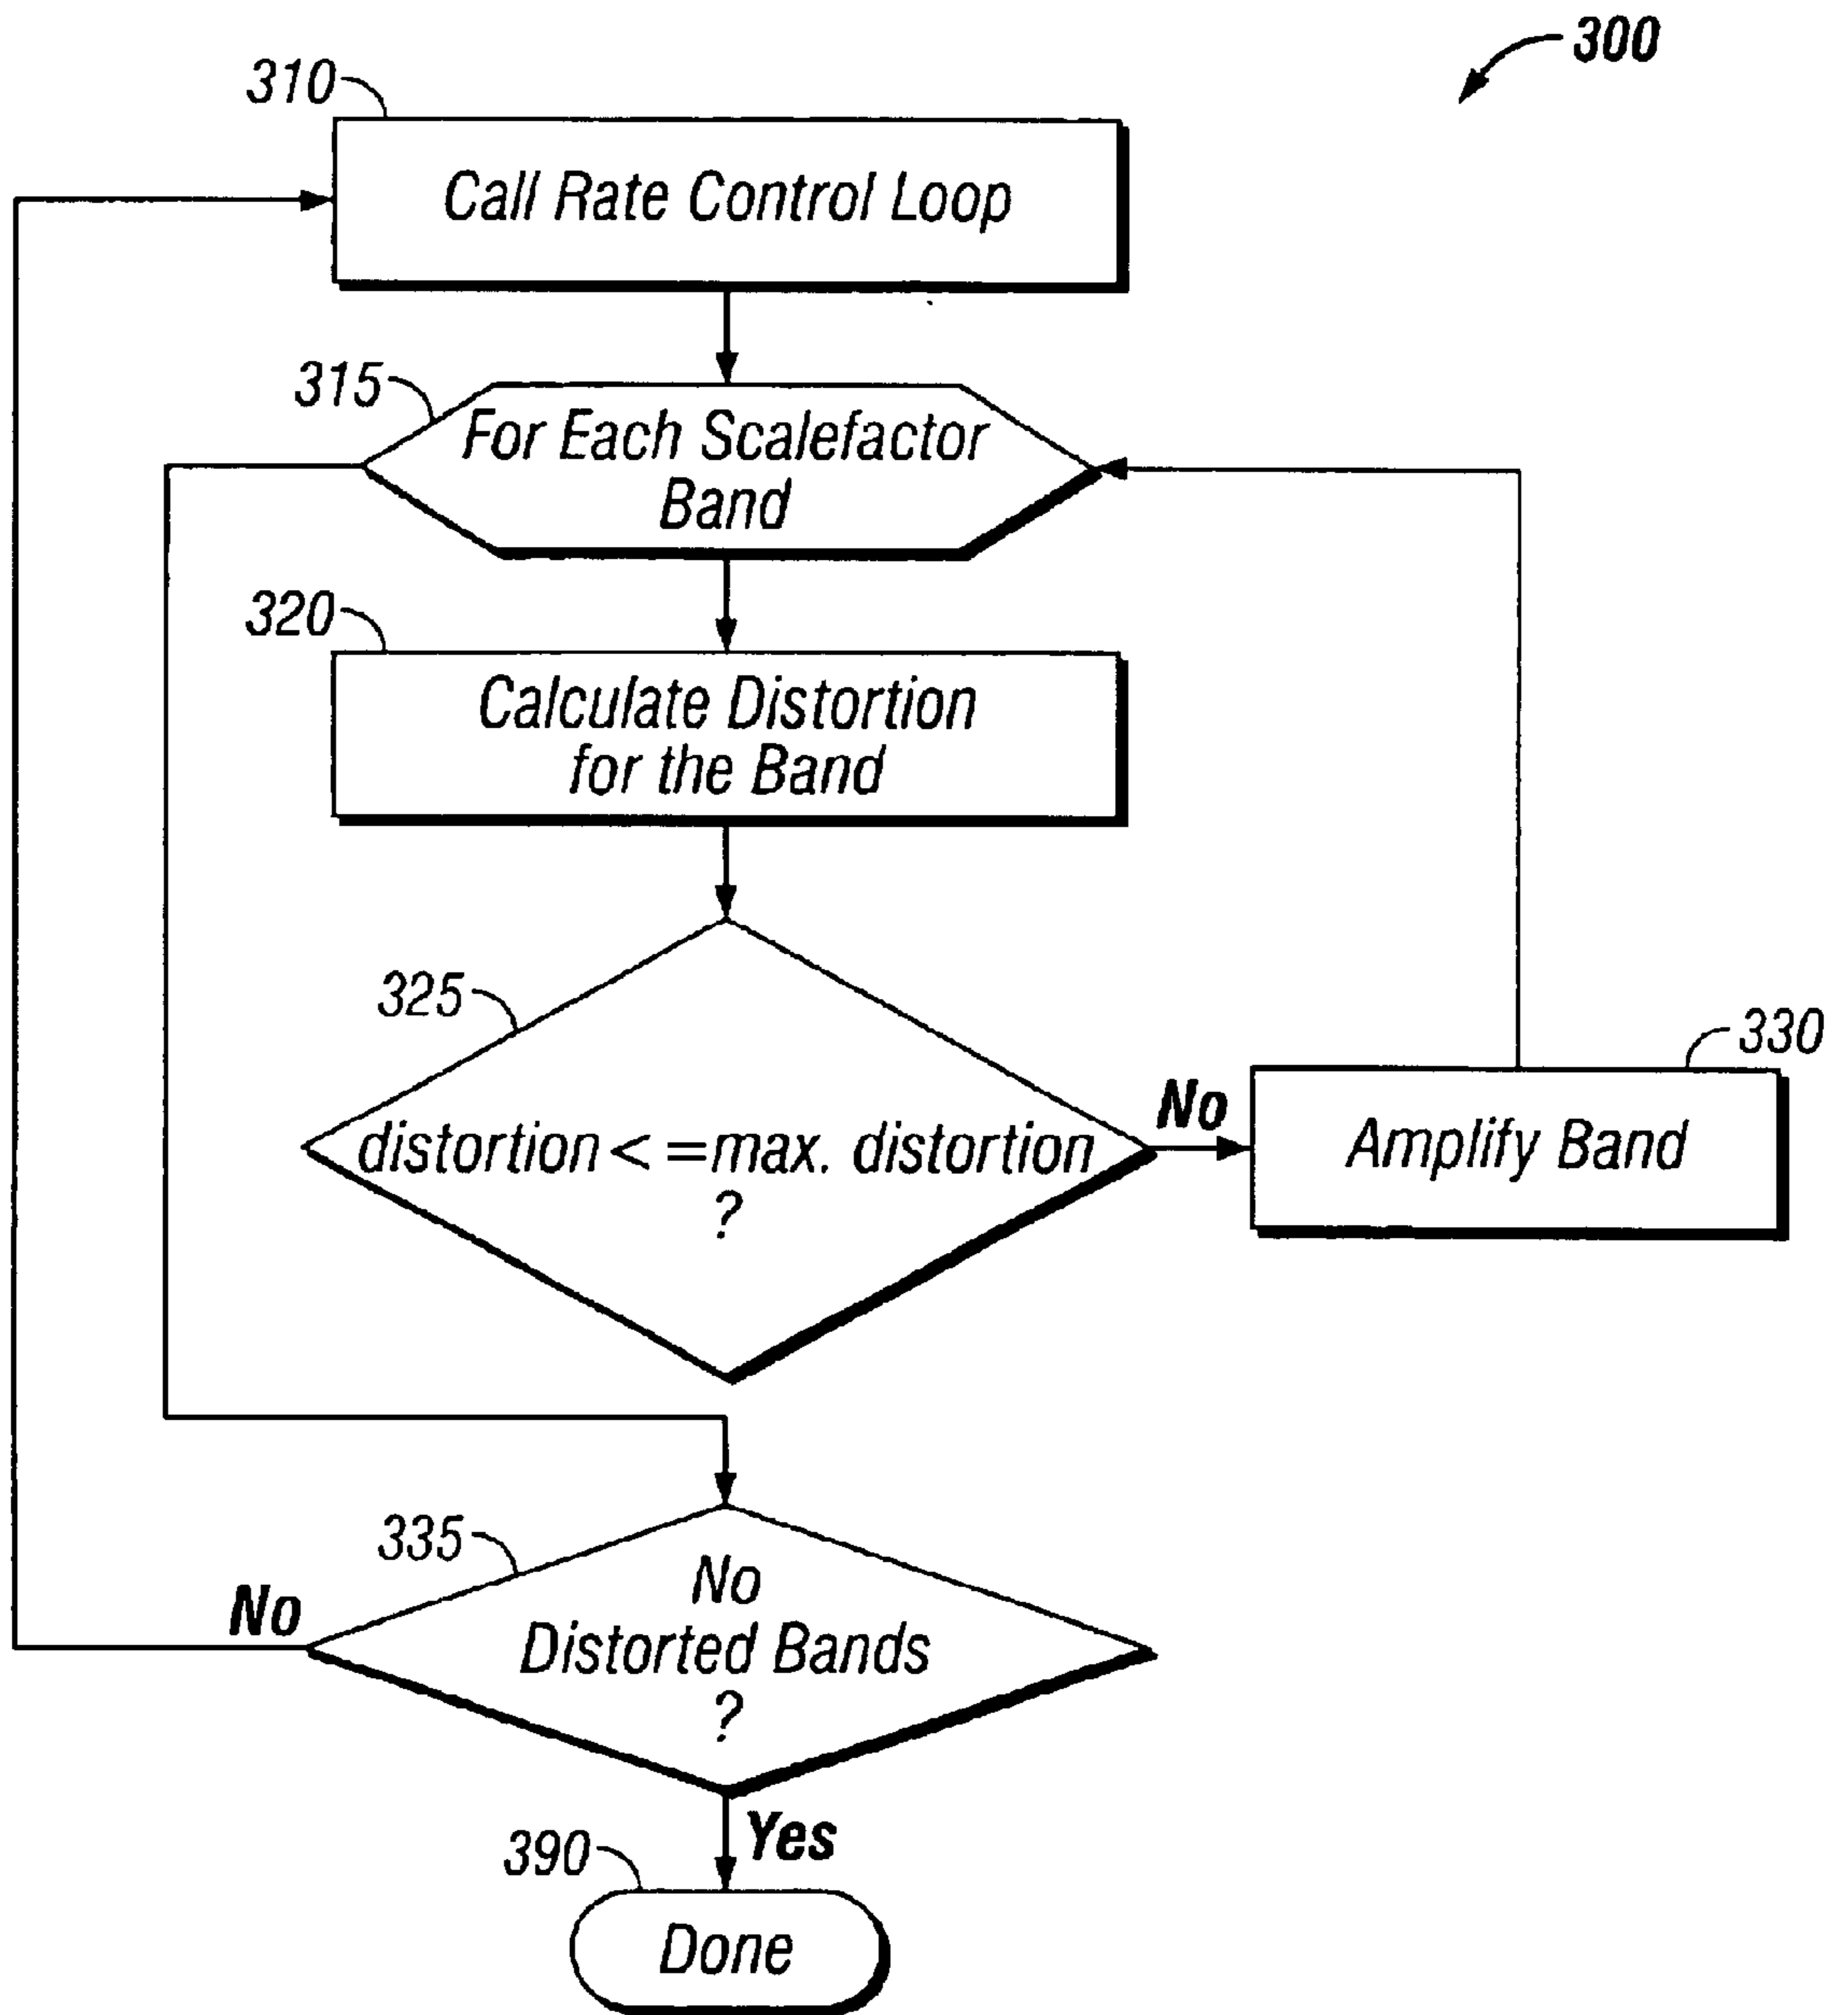 300
310
Call Rate Control Loop
315
For Each Scalefactor
Band
320
Calculate Distortion
for the Band
325
distortion < =max. distortion
?
No
330
Amplify Band
335
No
No
Distorted Bands
?
Yes
390
Done